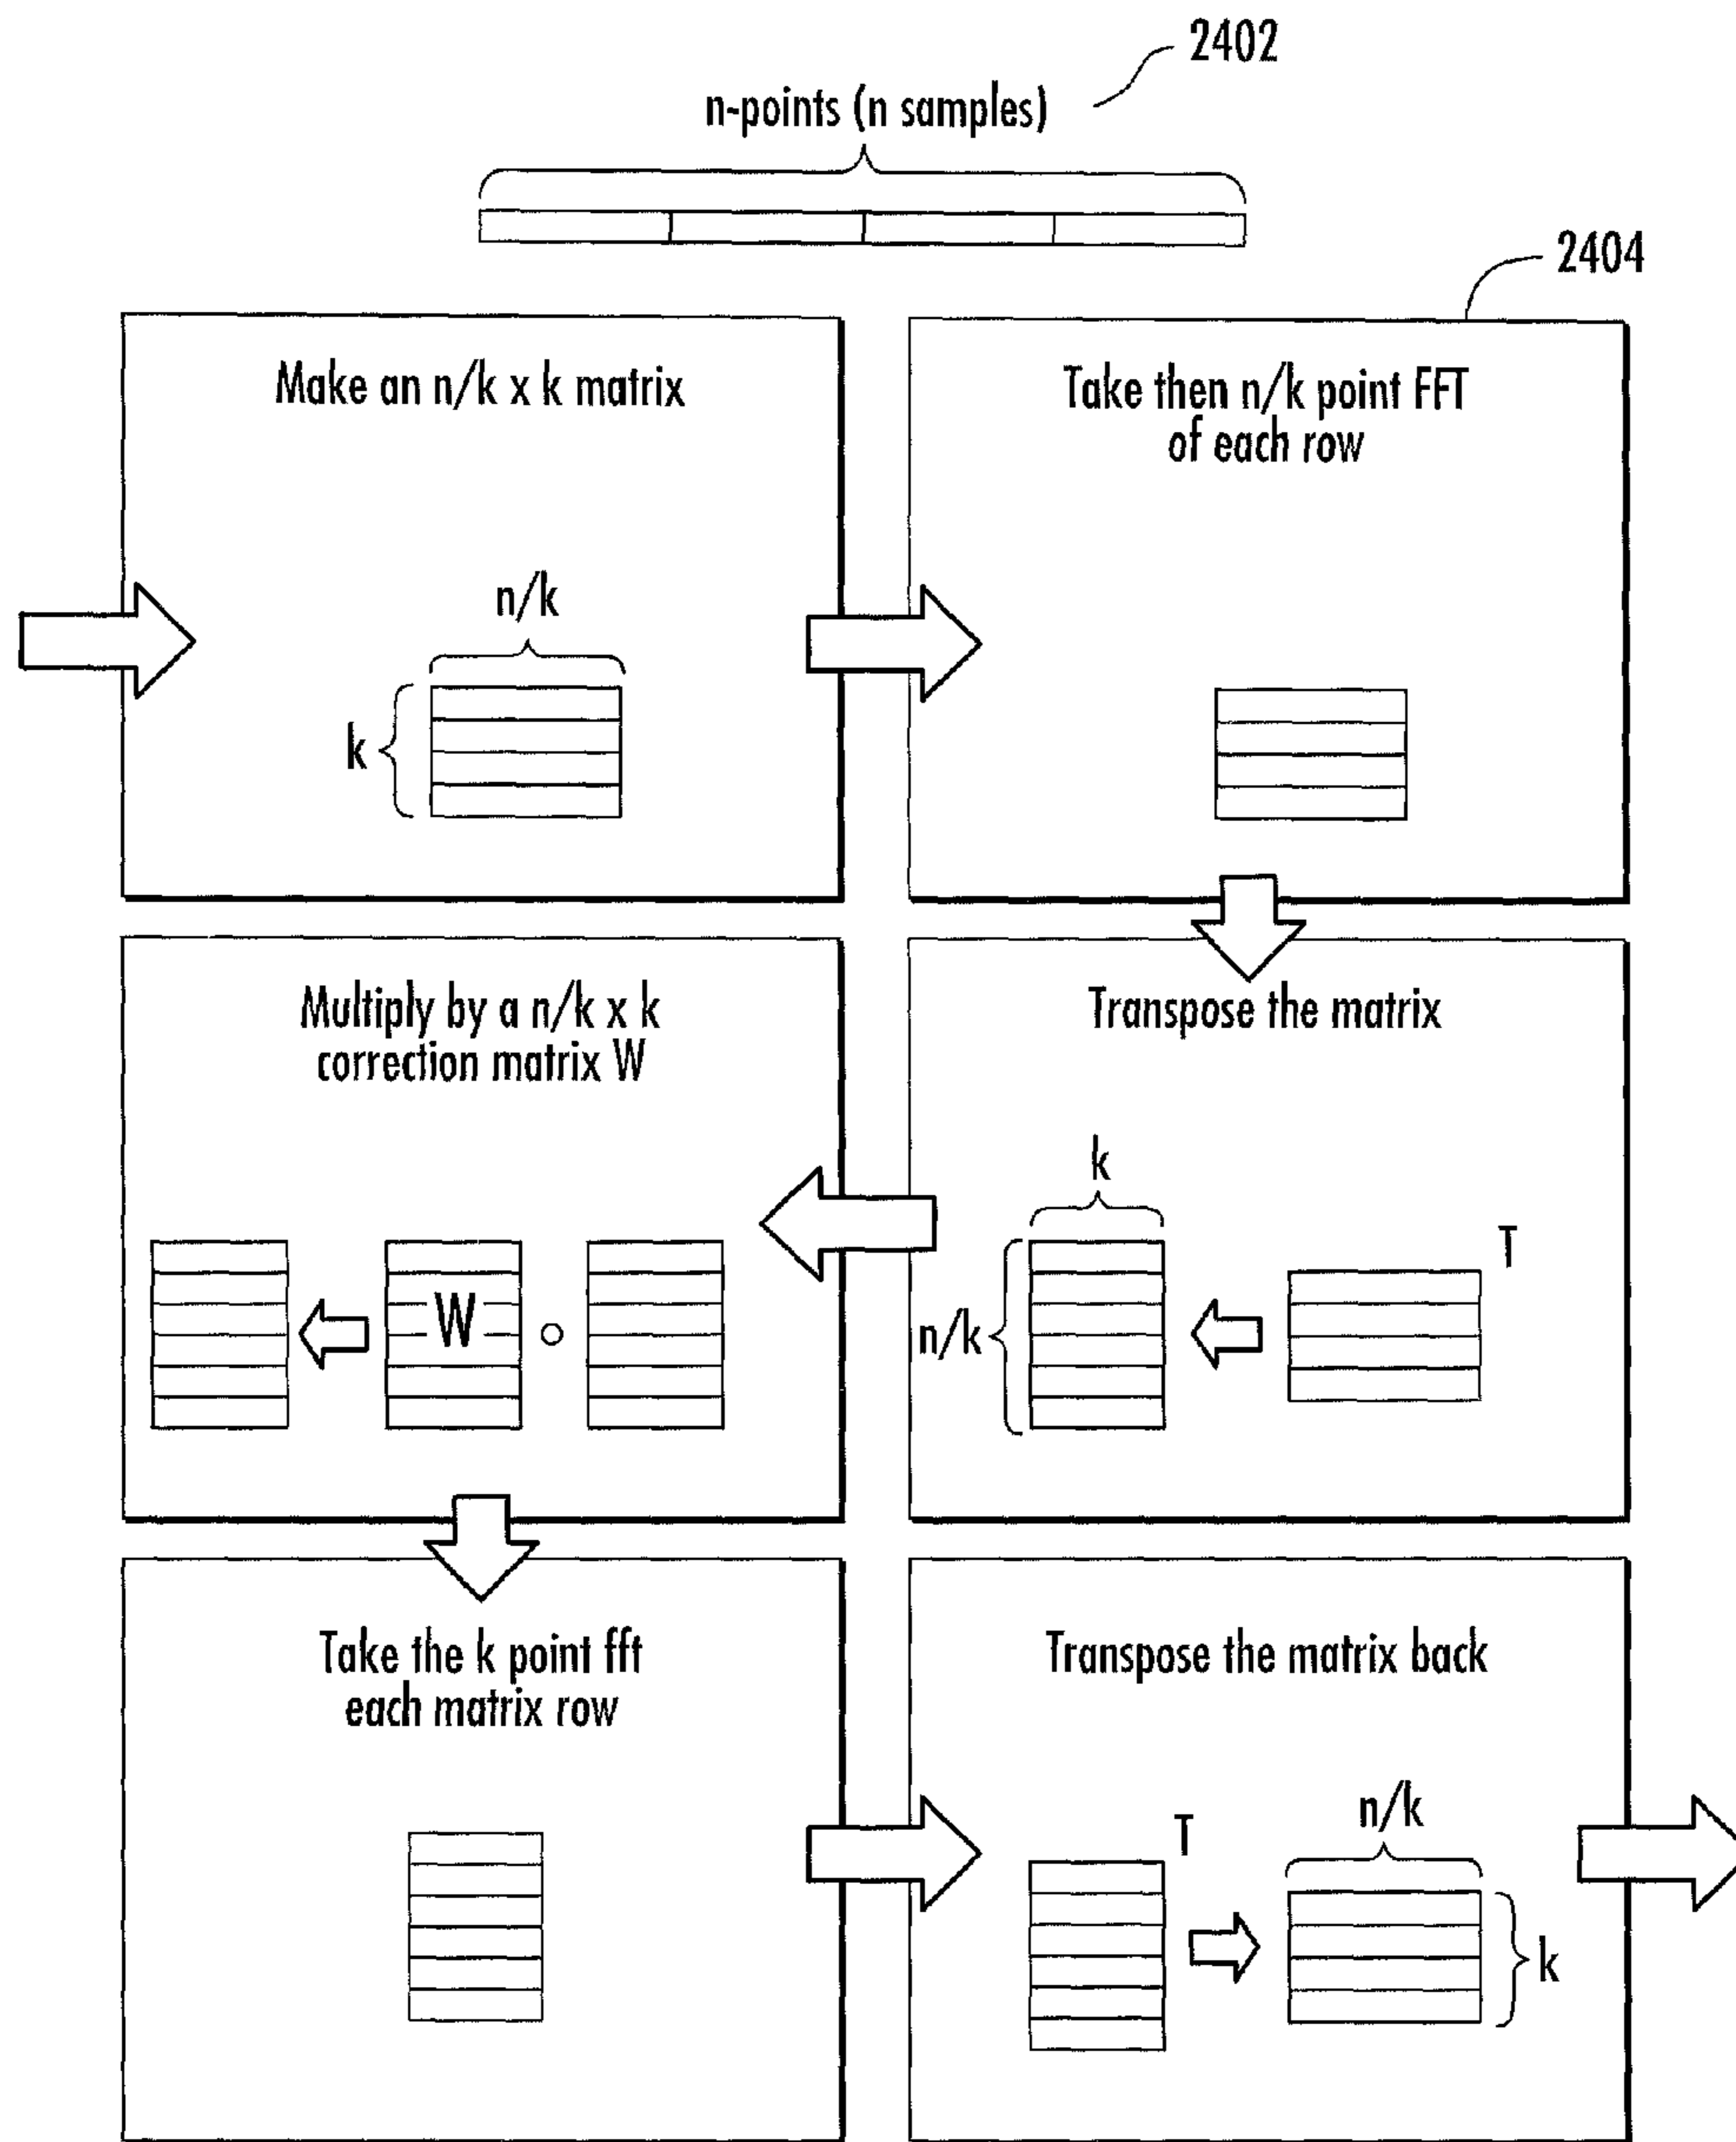 2402
n-points (n samples)
2404
Make an n/k x k matrix
n/k
k
Take then n/k point FFT
of each row
Transpose the matrix
k
T
n/k
Multiply by a n/k x k
correction matrix W
W
Take the k point fft
each matrix row
Transpose the matrix back
T
n/k
k